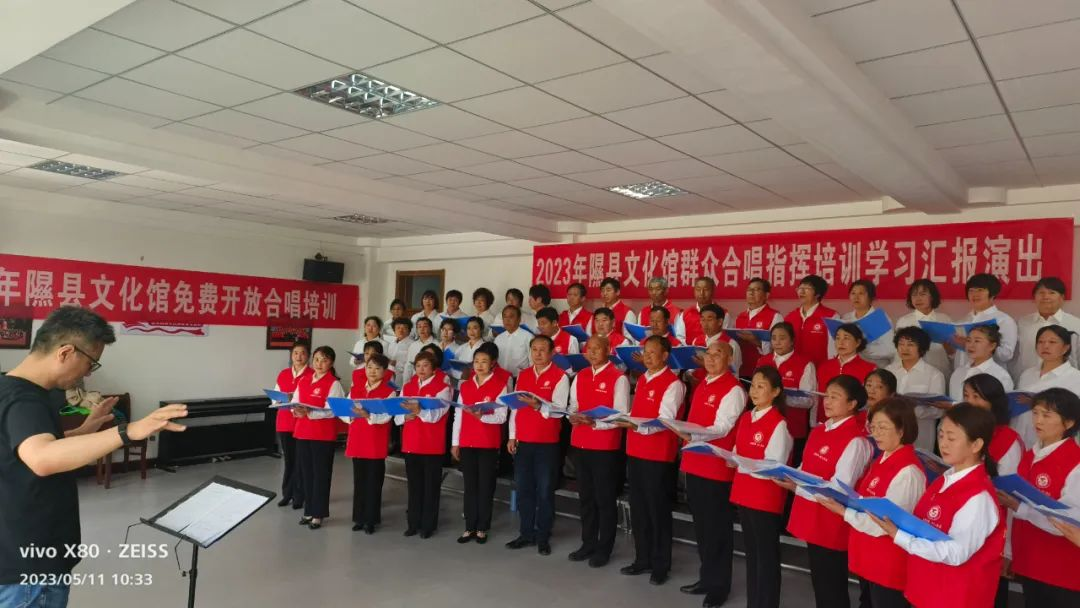 2023年隰县文化馆群众合唱指挥培训学习汇报演出
年隰县文化馆免费开放合唱培训
vivo X80 · ZEISS
2023/05/11 10:33